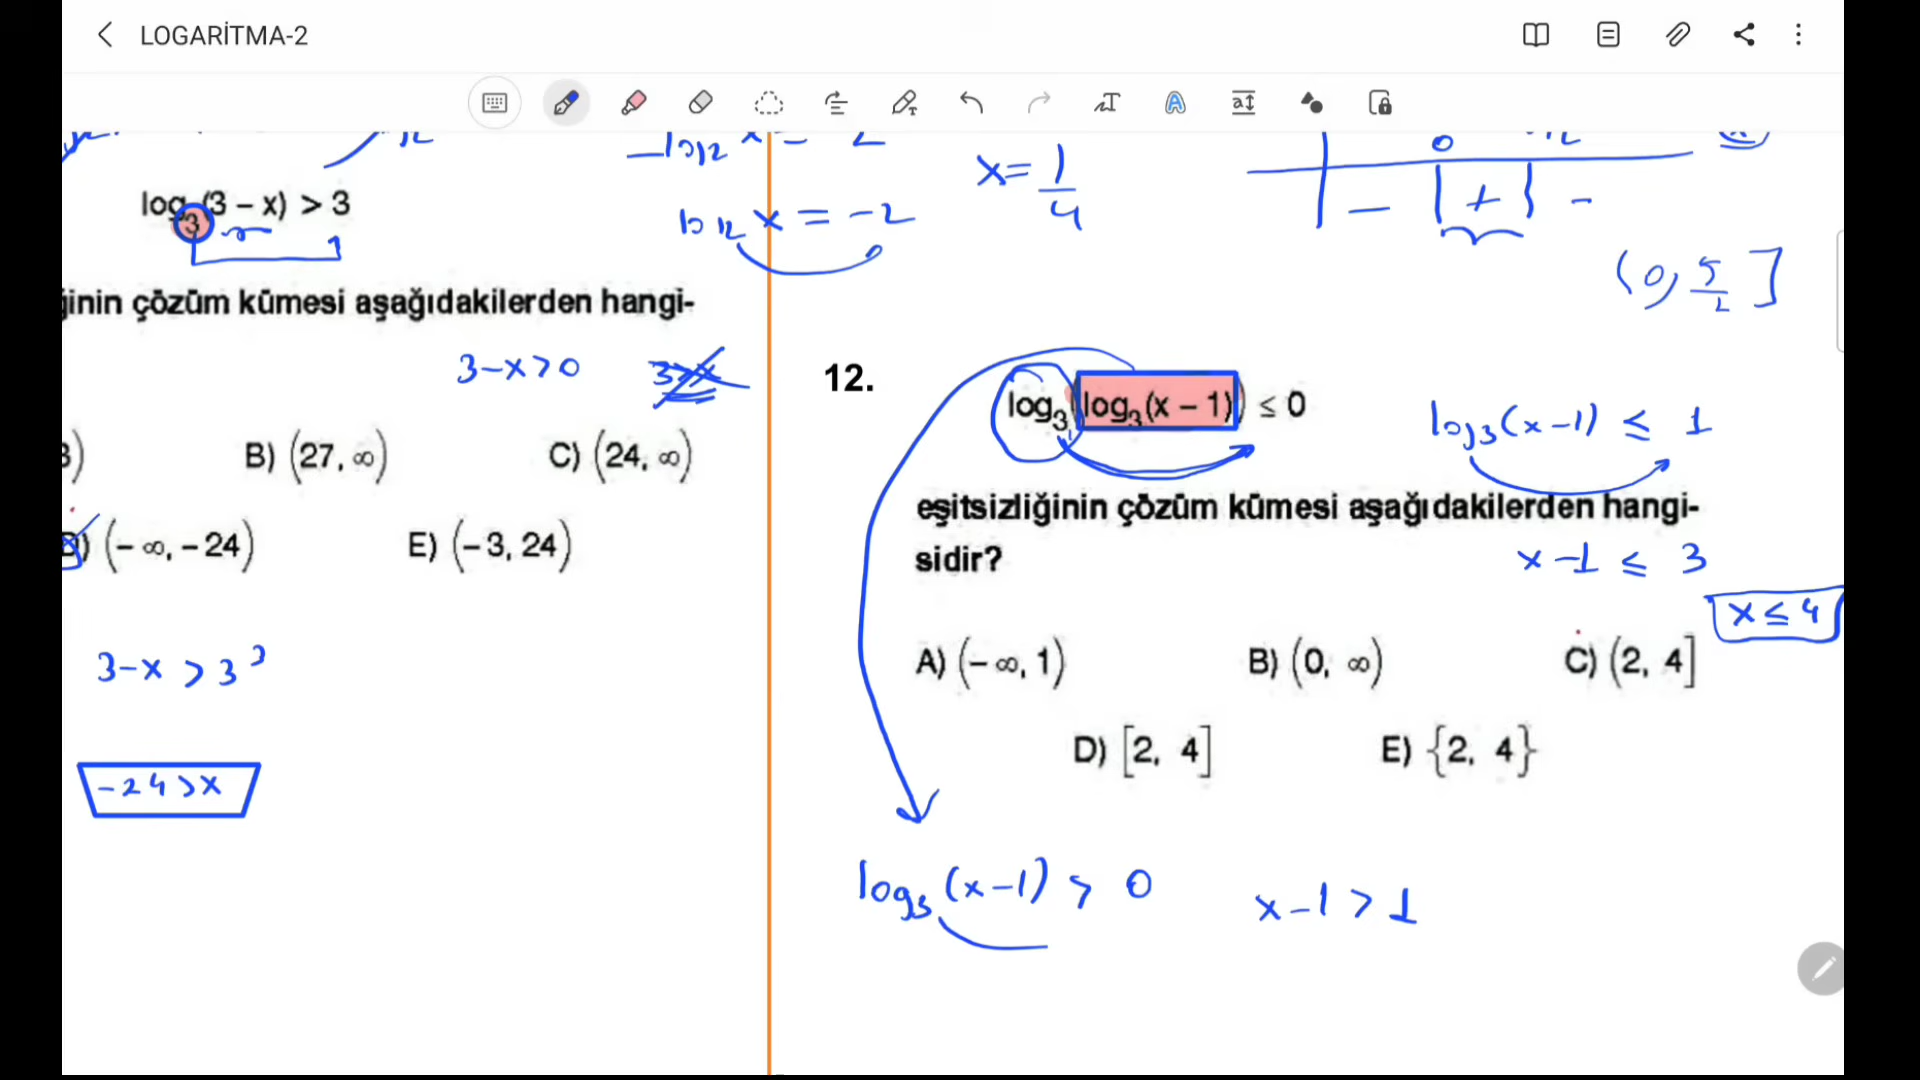 LOGARİTMA-2
log₃(3 – x) > 3
ğinin çözüm kümesi aşağıdakilerden hangi-
3-x>0
B) (27, ∞)
C) (24, ∞)
D) (– ∞, – 24)
E) (– 3, 24)
3-x > 3³
-24>x
log₂ x = -2
x = 1/4
0
– + –
(0, 5/2]
12.
log₃(log₃(x – 1)) ≤ 0
log₃(x-1) ≤ 1
eşitsizliğinin çözüm kümesi aşağıdakilerden hangi-
sidir?
x-1 ≤ 3
x ≤ 4
A) (– ∞, 1)
B) (0, ∞)
C) (2, 4]
D) [2, 4]
E) {2, 4}
log₃(x-1) > 0
x-1 > 1